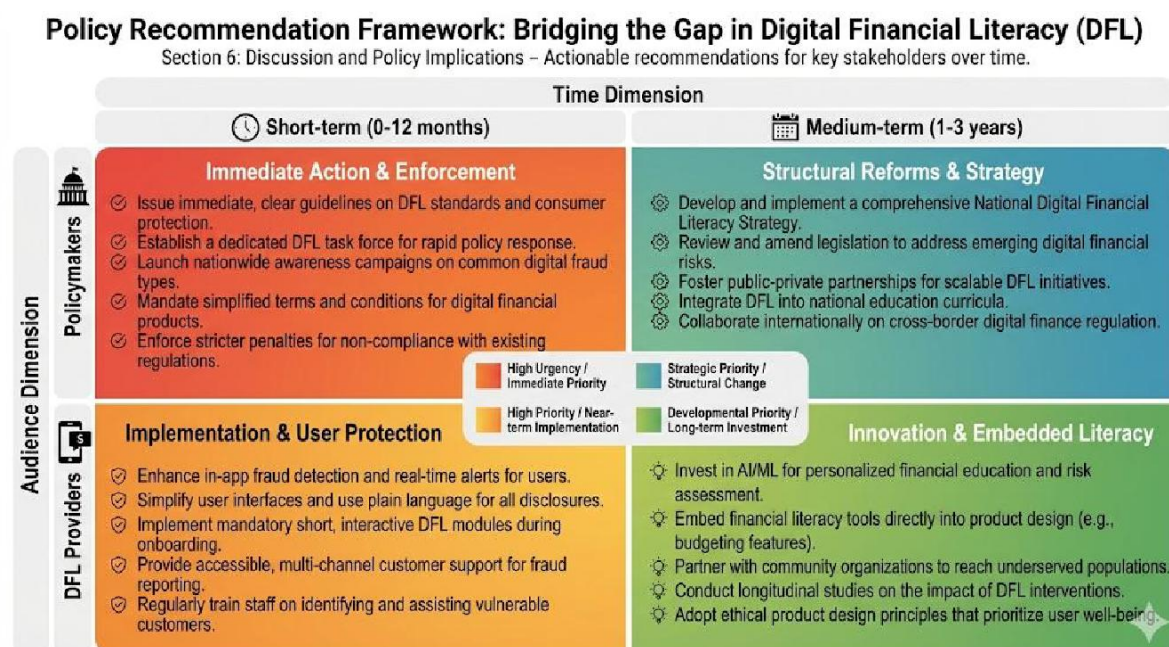 Policy Recommendation Framework: Bridging the Gap in Digital Financial Literacy (DFL)
Section 6: Discussion and Policy Implications – Actionable recommendations for key stakeholders over time.
Time Dimension
Short-term (0-12 months)
Medium-term (1-3 years)
Audience Dimension
Policymakers
Immediate Action & Enforcement
Issue immediate, clear guidelines on DFL standards and consumer
protection.
Establish a dedicated DFL task force for rapid policy response.
Launch nationwide awareness campaigns on common digital fraud
types.
Mandate simplified terms and conditions for digital financial
products.
Enforce stricter penalties for non-compliance with existing
regulations.
Structural Reforms & Strategy
Develop and implement a comprehensive National Digital Financial
Literacy Strategy.
Review and amend legislation to address emerging digital financial
risks.
Foster public-private partnerships for scalable DFL initiatives.
Integrate DFL into national education curricula.
Collaborate internationally on cross-border digital finance regulation.
High Urgency /
Immediate Priority
Strategic Priority /
Structural Change
High Priority / Near-
term Implementation
Developmental Priority /
Long-term Investment
DFL Providers
$
Implementation & User Protection
Enhance in-app fraud detection and real-time alerts for users.
Simplify user interfaces and use plain language for all disclosures.
Implement mandatory short, interactive DFL modules during
onboarding.
Provide accessible, multi-channel customer support for fraud
reporting.
Regularly train staff on identifying and assisting vulnerable
customers.
Innovation & Embedded Literacy
Invest in AI/ML for personalized financial education and risk
assessment.
Embed financial literacy tools directly into product design (e.g.,
budgeting features).
Partner with community organizations to reach underserved populations.
Conduct longitudinal studies on the impact of DFL interventions.
Adopt ethical product design principles that prioritize user well-being.